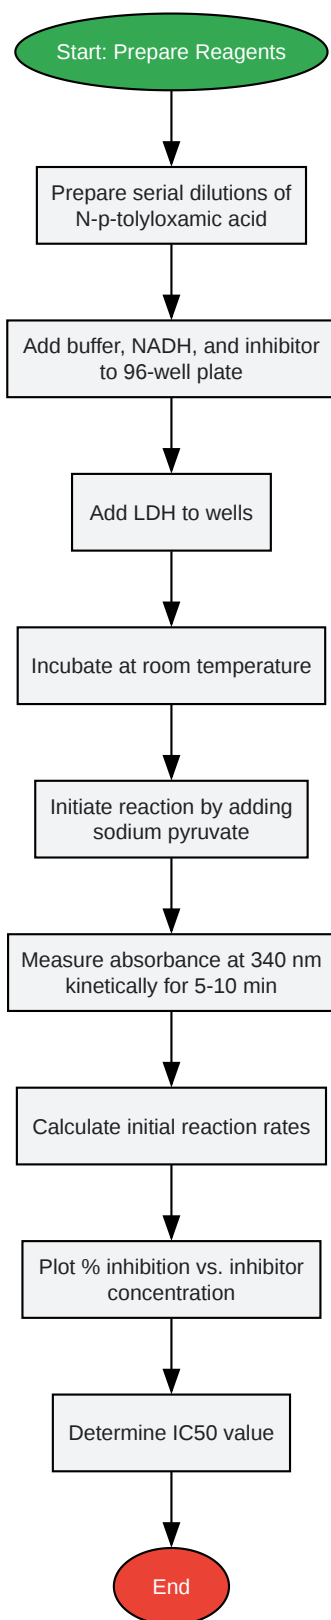 Start: Prepare Reagents
Prepare serial dilutions of
N-p-tolyloxamic acid
Add buffer, NADH, and inhibitor
to 96-well plate
Add LDH to wells
Incubate at room temperature
Initiate reaction by adding
sodium pyruvate
Measure absorbance at 340 nm
kinetically for 5-10 min
Calculate initial reaction rates
Plot % inhibition vs. inhibitor
concentration
Determine IC50 value
End